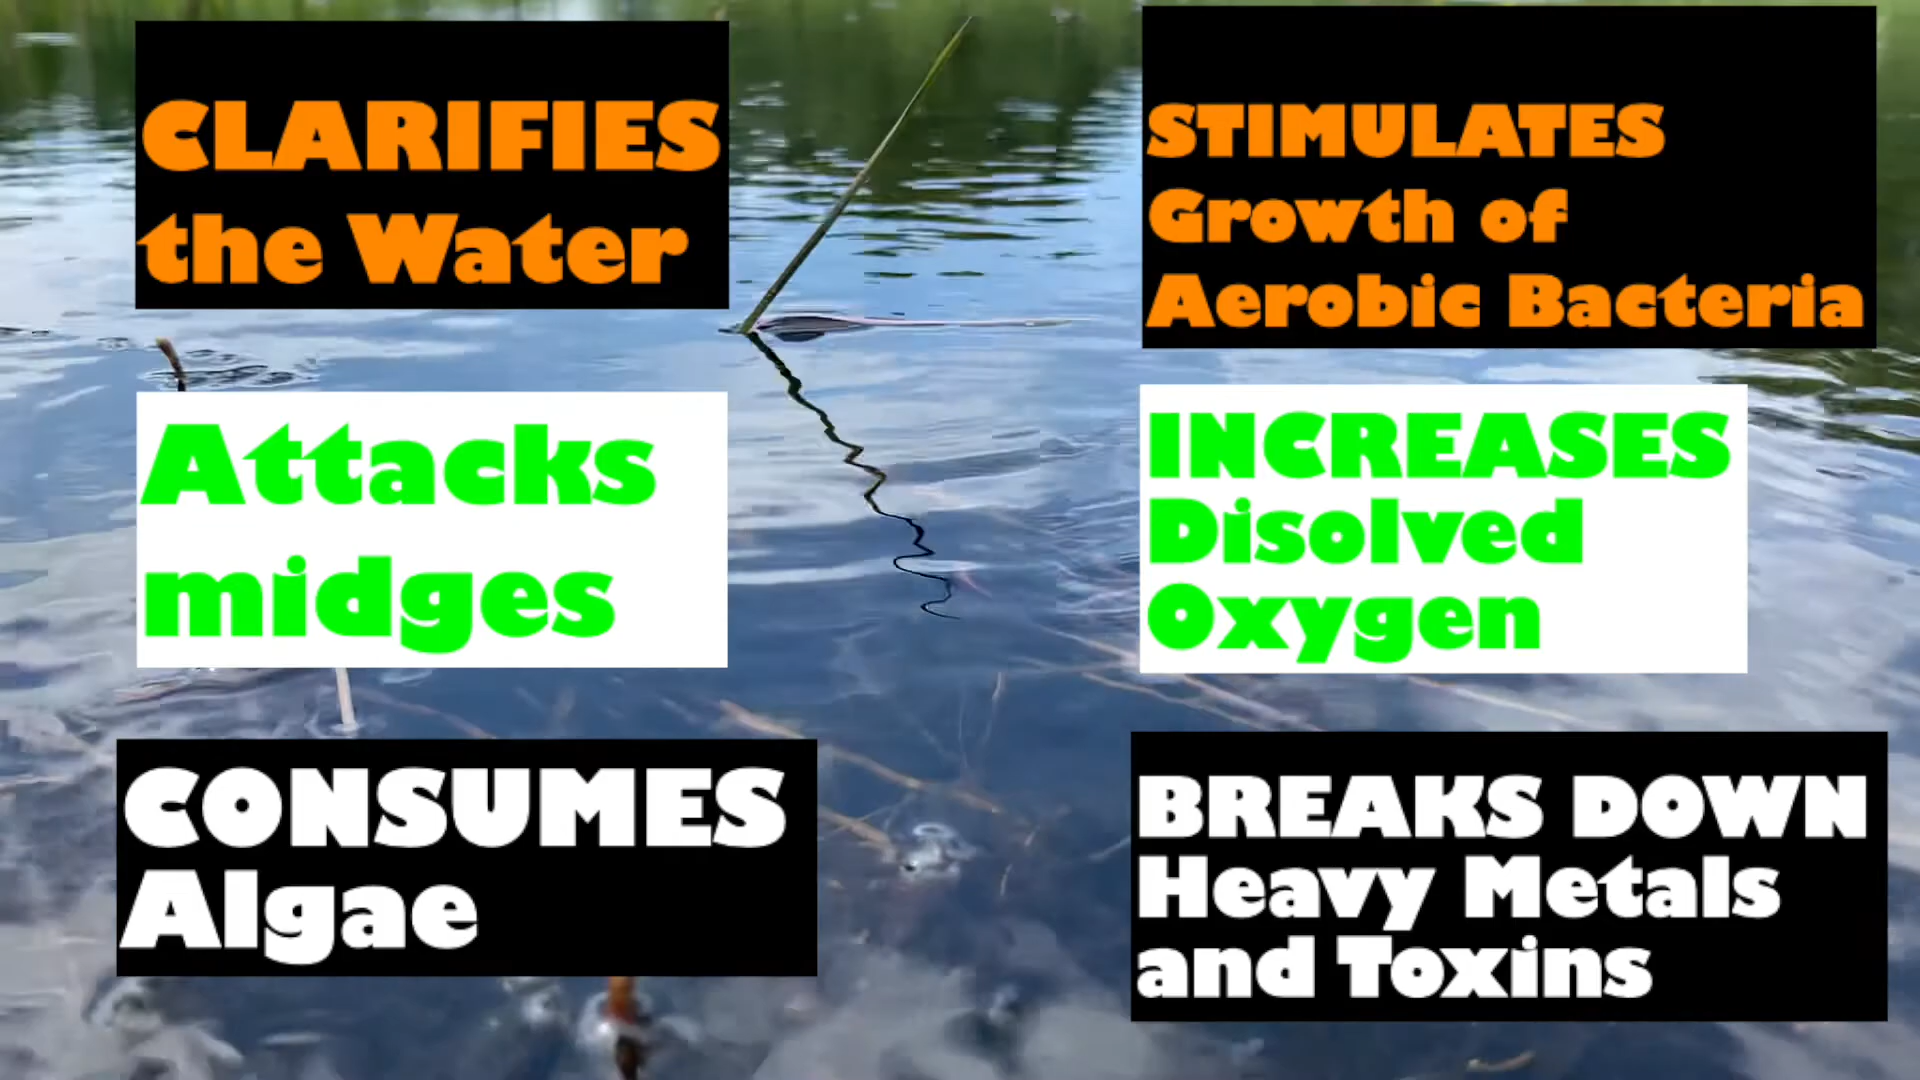 CLARIFIES
the Water
STIMULATES
Growth of
Aerobic Bacteria
Attacks
midges
INCREASES
Disolved
Oxygen
CONSUMES
Algae
BREAKS DOWN
Heavy Metals
and Toxins